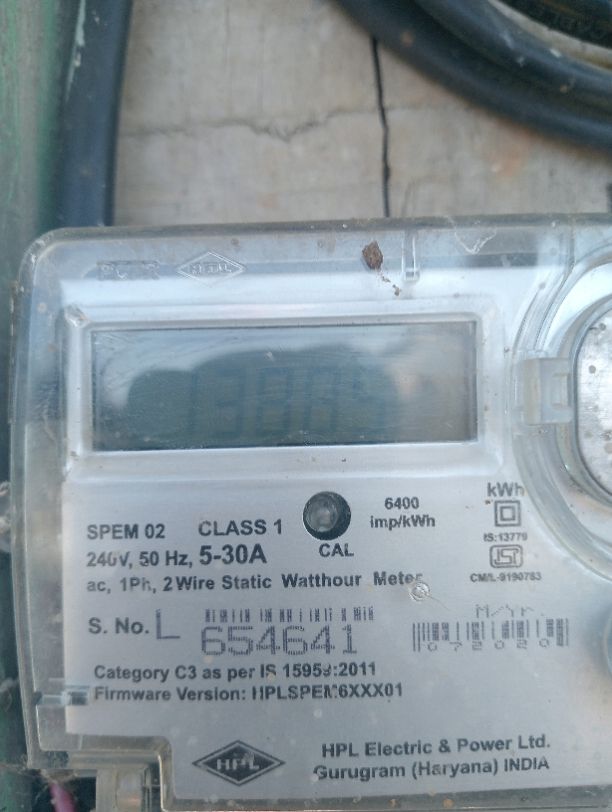 HPL
SPEM 02 CLASS 1
6400
imp/kWh
kWh
240V, 50 Hz, 5-30A
CAL
IS:13779
ac, 1Ph, 2 Wire Static Watthour Meter
CM/L-9190783
S. No. L 654641
M/Yr.
072020
Category C3 as per IS 15959:2011
Firmware Version: HPLSPEM6XXX01
HPL
HPL Electric & Power Ltd.
Gurugram (Haryana) INDIA